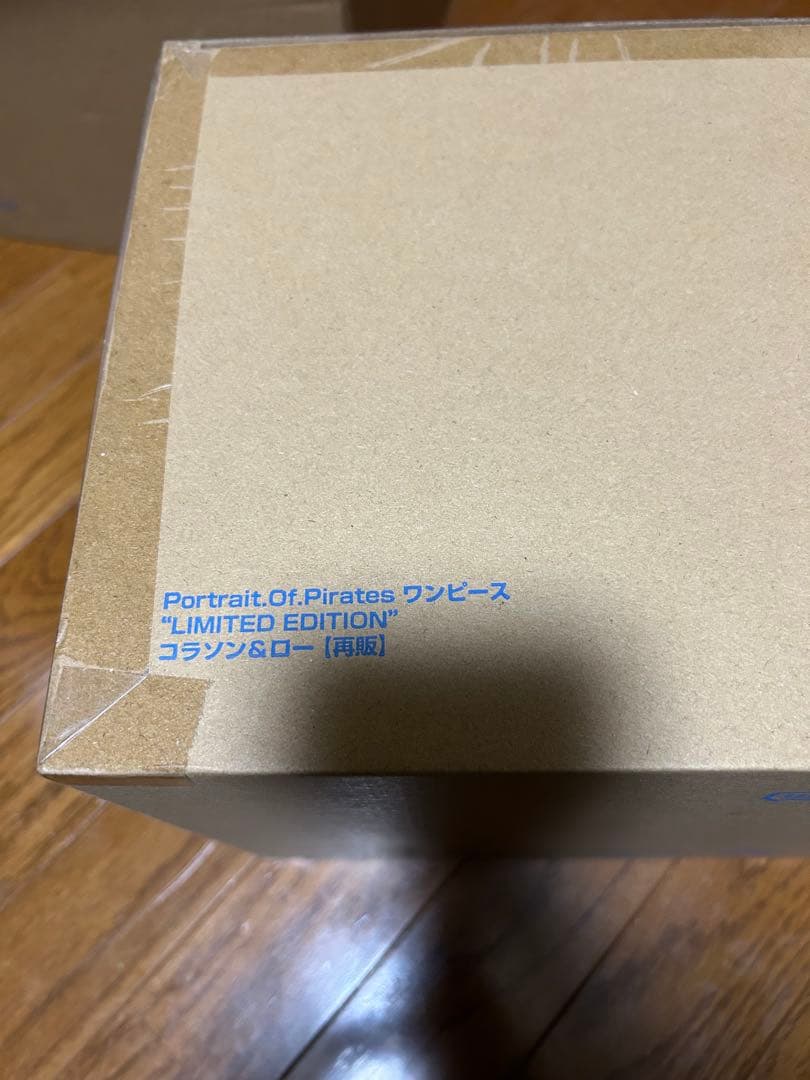 Portrait.Of.Pirates ワンピース
“LIMITED EDITION”
コラソン&ロー【再販】